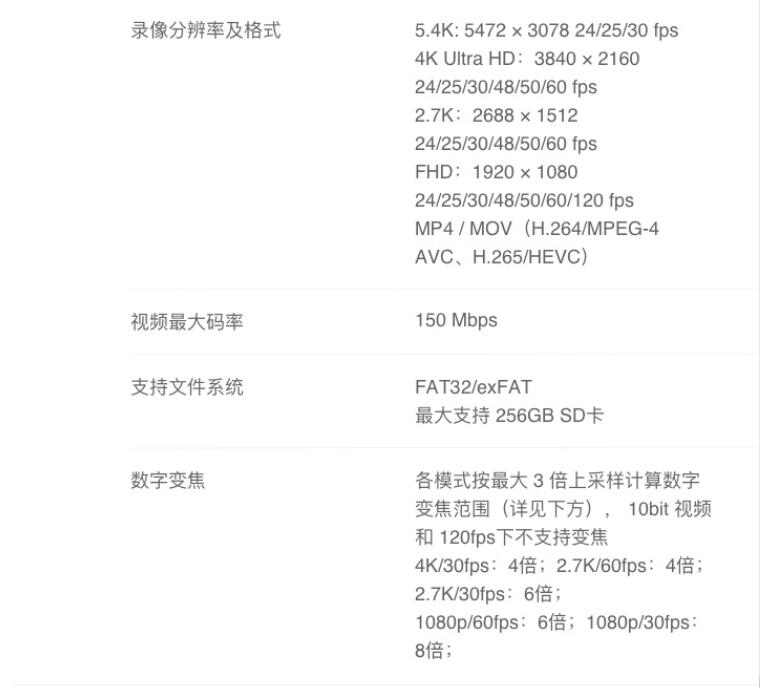 录像分辨率及格式
5.4K: 5472 × 3078 24/25/30 fps
4K Ultra HD：3840 × 2160
24/25/30/48/50/60 fps
2.7K：2688 × 1512
24/25/30/48/50/60 fps
FHD：1920 × 1080
24/25/30/48/50/60/120 fps
MP4 / MOV（H.264/MPEG-4
AVC、H.265/HEVC）
视频最大码率
150 Mbps
支持文件系统
FAT32/exFAT
最大支持 256GB SD卡
数字变焦
各模式按最大 3 倍上采样计算数字
变焦范围（详见下方）， 10bit 视频
和 120fps下不支持变焦
4K/30fps：4倍；2.7K/60fps：4倍；
2.7K/30fps：6倍；
1080p/60fps：6倍；1080p/30fps：
8倍；